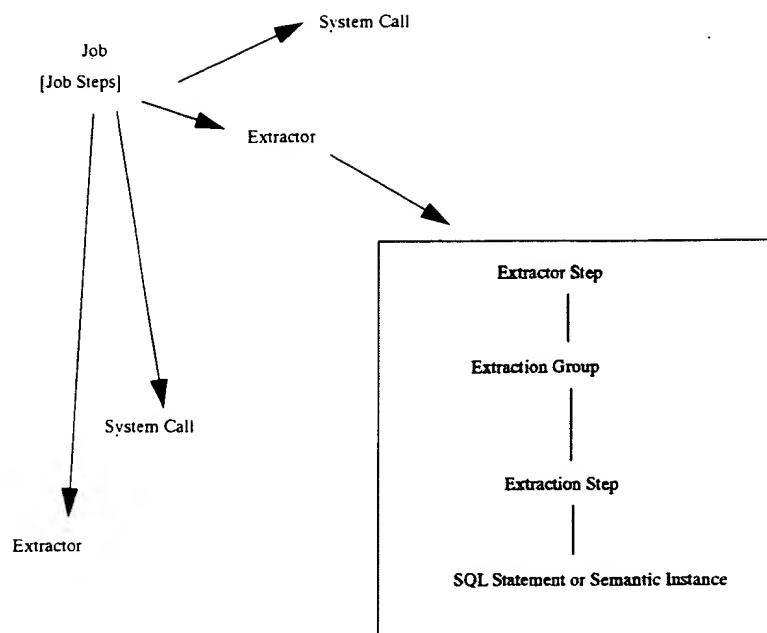 System Call
Job
[Job Steps]
Extractor
Extractor Step
Extraction Group
System Call
Extraction Step
Extractor
SQL Statement or Semantic Instance